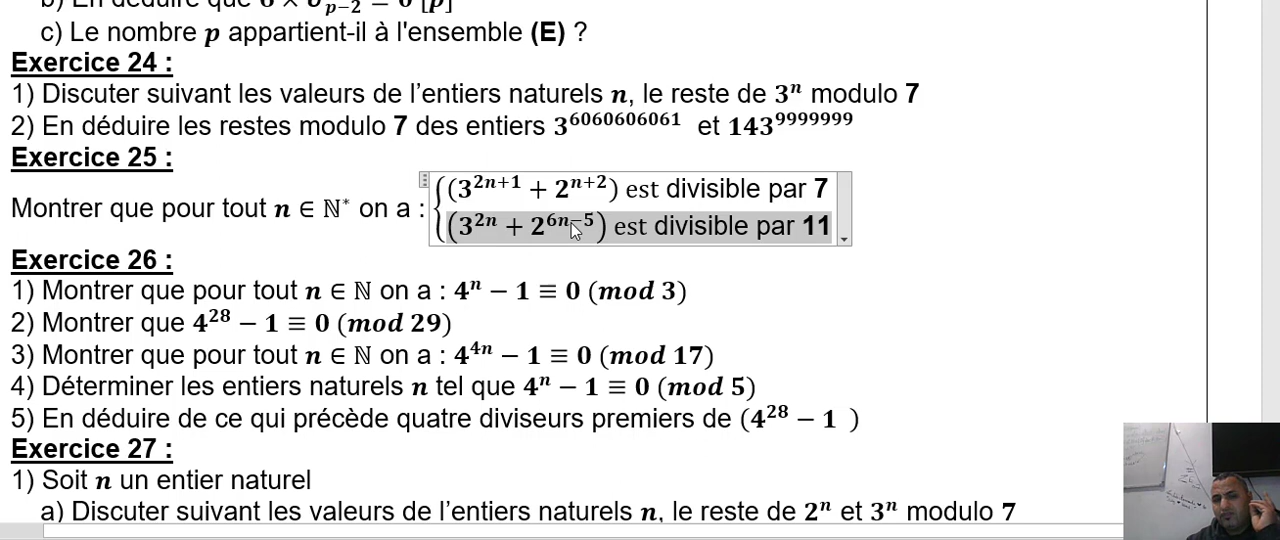 b) En déduire que 6 × σₚ₋₂ ≡ 6 [p]
c) Le nombre p appartient-il à l'ensemble (E) ?
Exercice 24 :
1) Discuter suivant les valeurs de l'entiers naturels n, le reste de 3ⁿ modulo 7
2) En déduire les restes modulo 7 des entiers 3⁶⁰⁶⁰⁶⁰⁶⁰⁶¹ et 143⁹⁹⁹⁹⁹⁹⁹
Exercice 25 :
(3²ⁿ⁺¹ + 2ⁿ⁺²) est divisible par 7
Montrer que pour tout n ∈ ℕ* on a :
(3²ⁿ + 2⁶ⁿ⁻⁵) est divisible par 11
Exercice 26 :
1) Montrer que pour tout n ∈ ℕ on a : 4ⁿ − 1 ≡ 0 (mod 3)
2) Montrer que 4²⁸ − 1 ≡ 0 (mod 29)
3) Montrer que pour tout n ∈ ℕ on a : 4⁴ⁿ − 1 ≡ 0 (mod 17)
4) Déterminer les entiers naturels n tel que 4ⁿ − 1 ≡ 0 (mod 5)
5) En déduire de ce qui précède quatre diviseurs premiers de (4²⁸ − 1 )
Exercice 27 :
1) Soit n un entier naturel
a) Discuter suivant les valeurs de l'entiers naturels n, le reste de 2ⁿ et 3ⁿ modulo 7